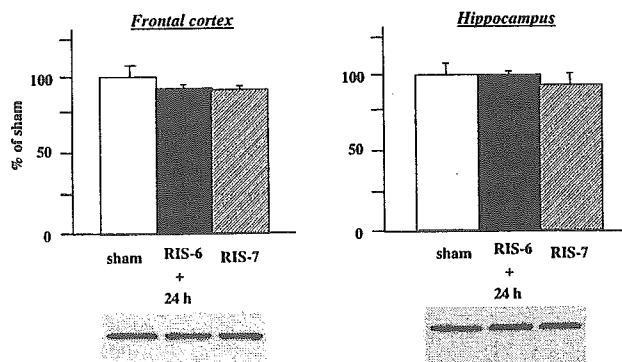 Frontal cortex
% of sham
100
50
0
sham RIS-6 RIS-7
+
24 h
Hippocampus
100
50
0
sham RIS-6 RIS-7
+
24 h